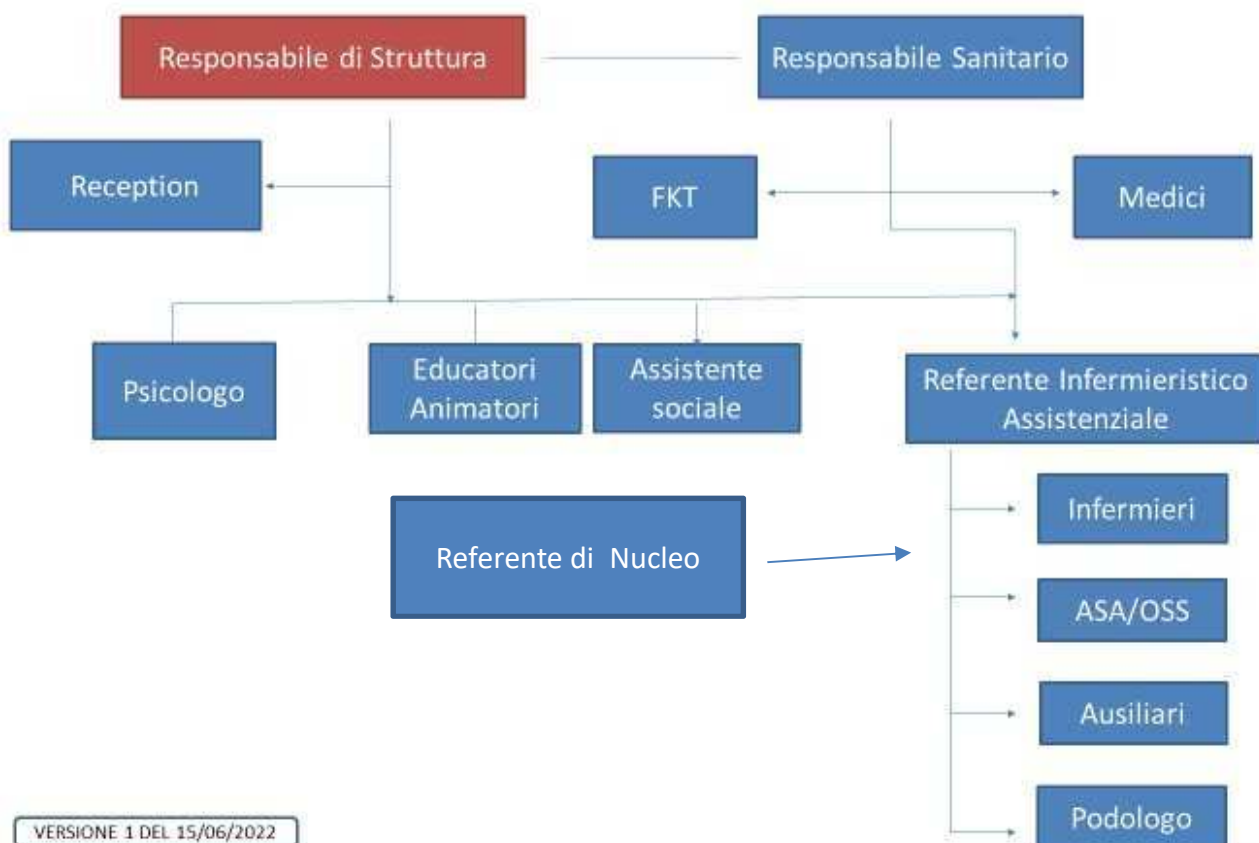 Responsabile di Struttura
Responsabile Sanitario
Reception
FKT
Medici
Psicologo
Educatori
Animatori
Assistente
sociale
Referente Infermieristico
Assistenziale
Referente di Nucleo
Infermieri
ASA/OSS
Ausiliari
Podologo
VERSIONE 1 DEL 15/06/2022